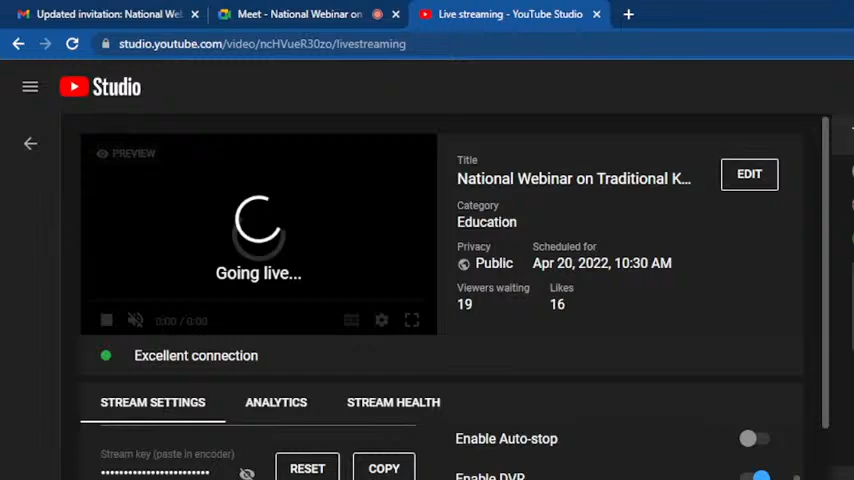 Updated invitation: National Wel
Meet - National Webinar on
Live streaming - YouTube Studio
studio.youtube.com/video/ncHVueR30zo/livestreaming
Studio
PREVIEW
Going live...
0:00 / 0:00
Excellent connection
Title
National Webinar on Traditional K...
EDIT
Category
Education
Privacy
Public
Scheduled for
Apr 20, 2022, 10:30 AM
Viewers waiting
19
Likes
16
STREAM SETTINGS
ANALYTICS
STREAM HEALTH
Stream key (paste in encoder)
RESET
COPY
Enable Auto-stop
Enable DVR